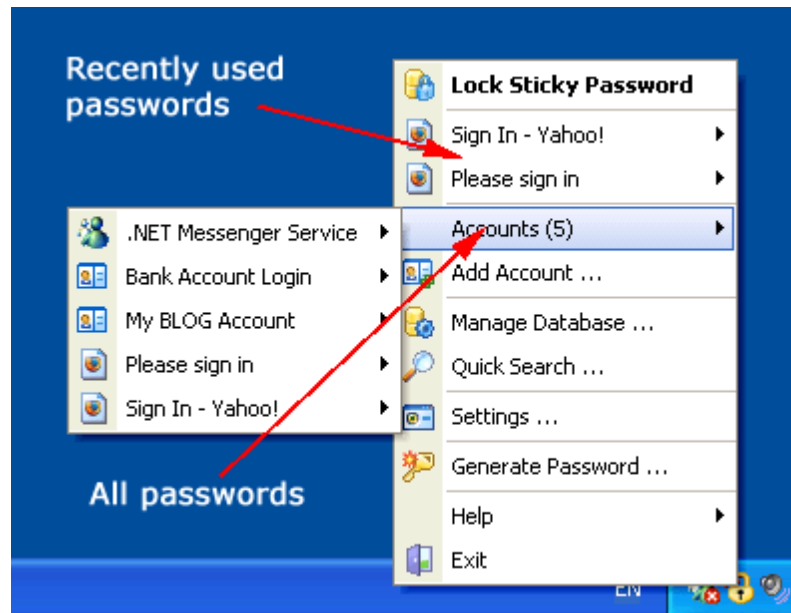 Recently used
passwords
Lock Sticky Password
Sign In - Yahoo!
Please sign in
Accounts (5)
Add Account ...
Manage Database ...
Quick Search ...
Settings ...
Generate Password ...
Help
Exit
.NET Messenger Service
Bank Account Login
My BLOG Account
Please sign in
Sign In - Yahoo!
All passwords
EN